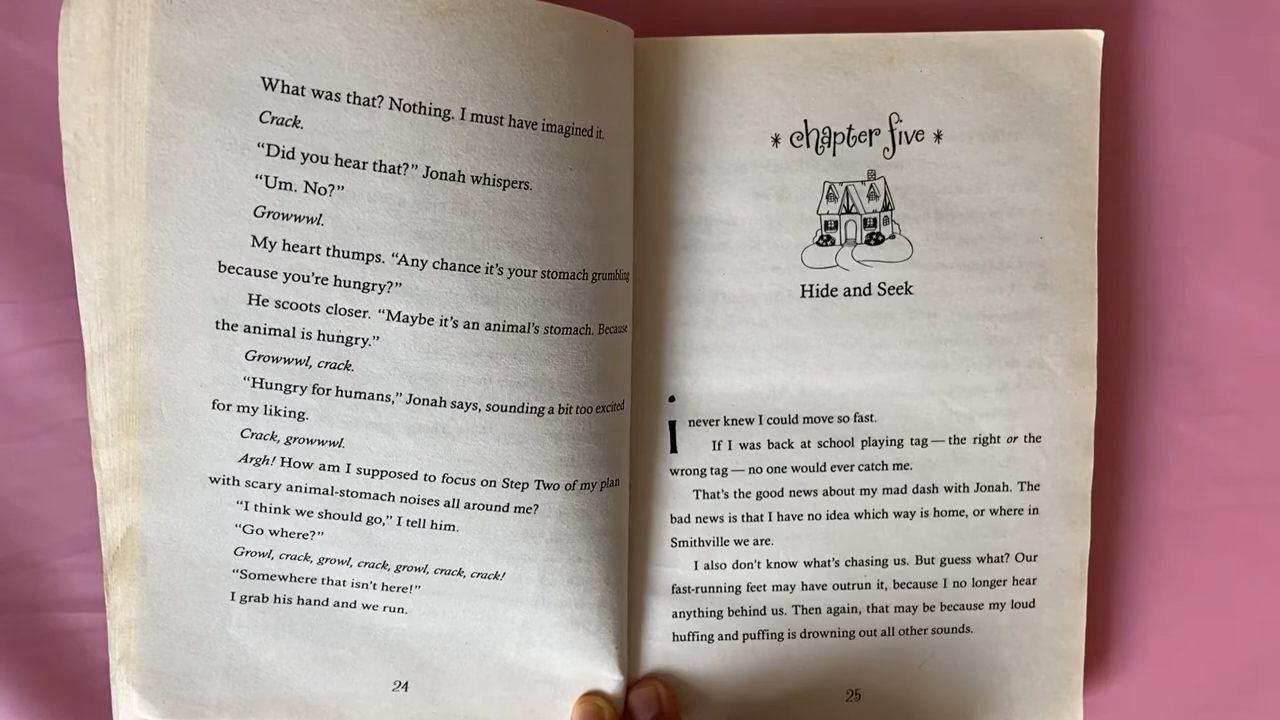 What was that? Nothing. I must have imagined it.
Crack.
“Did you hear that?” Jonah whispers.
“Um. No?”
Growwwl.
My heart thumps. “Any chance it’s your stomach grumbling
because you’re hungry?”
He scoots closer. “Maybe it’s an animal’s stomach. Because
the animal is hungry.”
Growwwl, crack.
“Hungry for humans,” Jonah says, sounding a bit too excited
for my liking.
Crack, growwwl.
Argh! How am I supposed to focus on Step Two of my plan
with scary animal-stomach noises all around me?
“I think we should go,” I tell him.
“Go where?”
Growl, crack, growl, crack, growl, crack, crack!
“Somewhere that isn’t here!”
I grab his hand and we run.
24
* chapter five *
Hide and Seek
i never knew I could move so fast.
If I was back at school playing tag — the right or the
wrong tag — no one would ever catch me.
That’s the good news about my mad dash with Jonah. The
bad news is that I have no idea which way is home, or where in
Smithville we are.
I also don’t know what’s chasing us. But guess what? Our
fast-running feet may have outrun it, because I no longer hear
anything behind us. Then again, that may be because my loud
huffing and puffing is drowning out all other sounds.
25